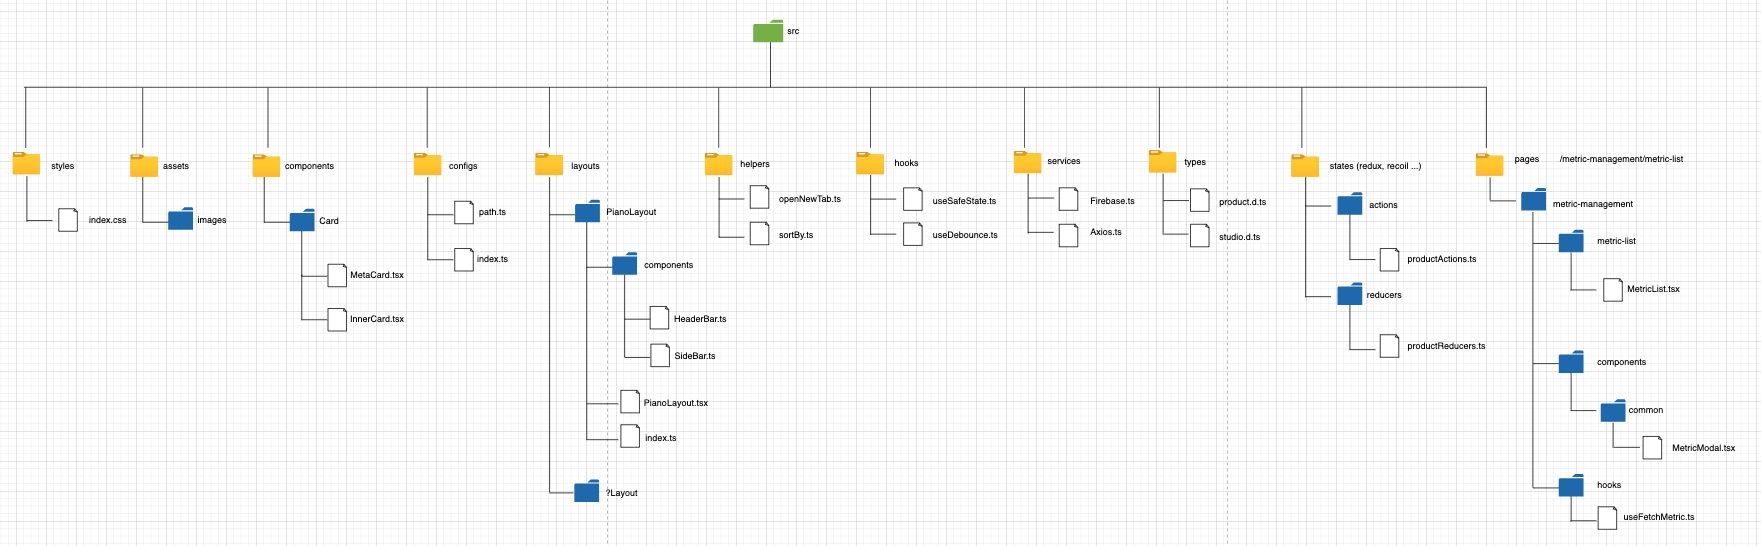 src
styles
index.css
assets
images
components
Card
MetaCard.tsx
InnerCard.tsx
configs
path.ts
index.ts
layouts
PianoLayout
components
HeaderBar.ts
SideBar.ts
PianoLayout.tsx
index.ts
?Layout
helpers
openNewTab.ts
sortBy.ts
hooks
useSafeState.ts
useDebounce.ts
services
Firebase.ts
Axios.ts
types
product.d.ts
studio.d.ts
states (redux, recoil ...)
actions
productActions.ts
reducers
productReducers.ts
pages
/metric-management/metric-list
metric-management
metric-list
MetricList.tsx
components
common
MetricModal.tsx
hooks
useFetchMetric.ts